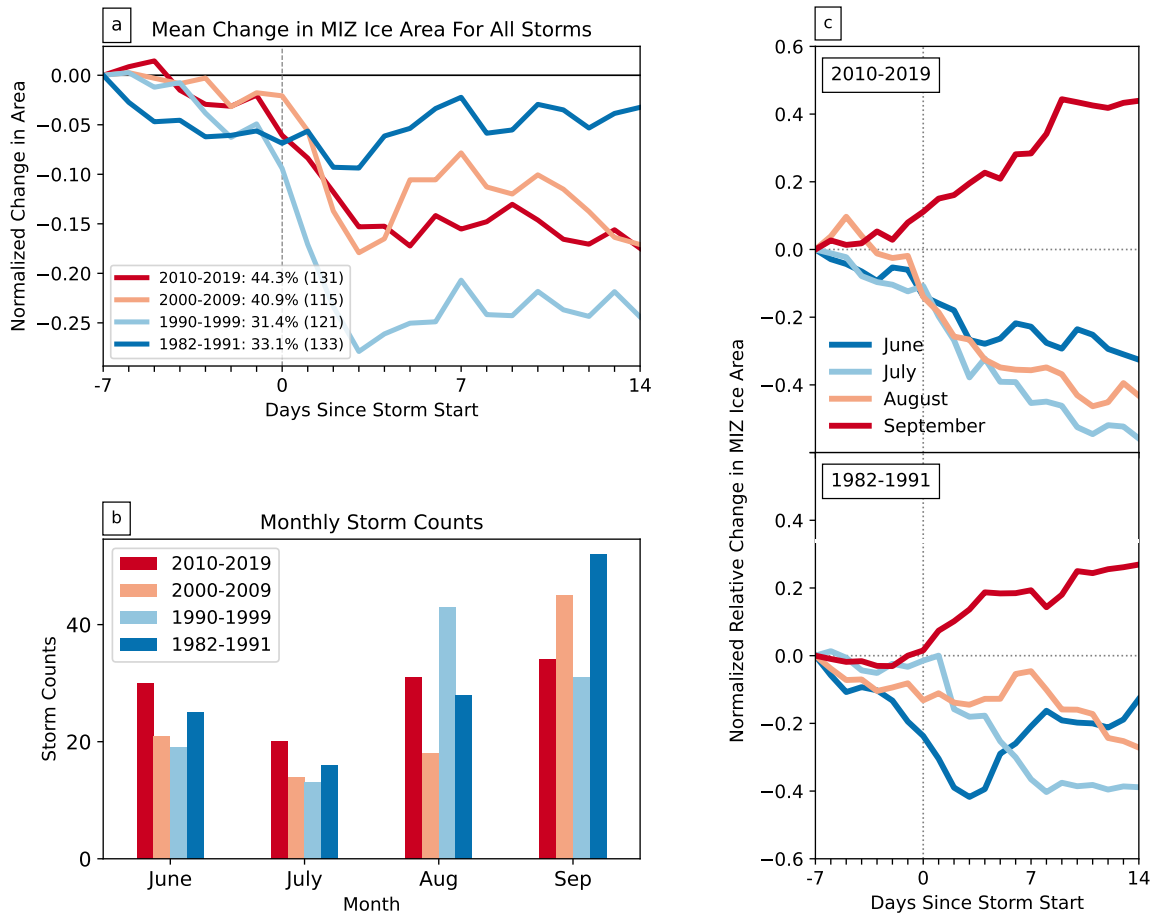 a
Mean Change in MIZ Ice Area For All Storms
Normalized Change in Area
0.00
−0.05
−0.10
−0.15
−0.20
−0.25
2010-2019: 44.3% (131)
2000-2009: 40.9% (115)
1990-1999: 31.4% (121)
1982-1991: 33.1% (133)
-7
0
7
14
Days Since Storm Start
b
Monthly Storm Counts
Storm Counts
40
20
0
2010-2019
2000-2009
1990-1999
1982-1991
June
July
Aug
Sep
Month
c
Normalized Relative Change in MIZ Ice Area
0.6
0.4
0.2
0.0
−0.2
−0.4
2010-2019
June
July
August
September
1982-1991
0.4
0.2
0.0
−0.2
−0.4
−0.6
-7
0
7
14
Days Since Storm Start